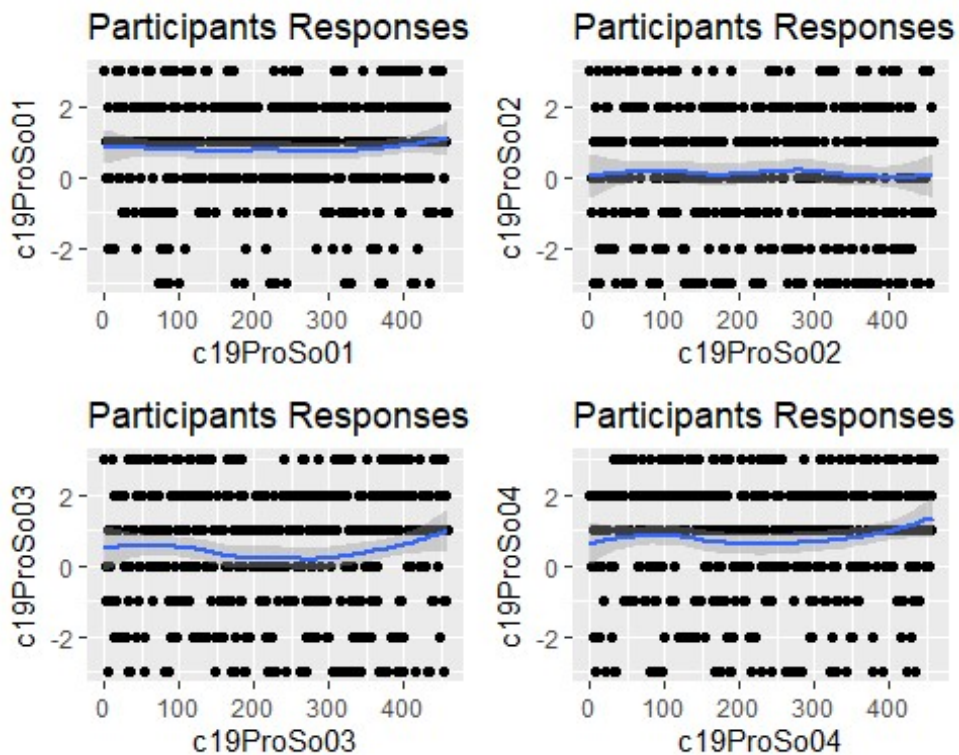 Participants Responses
c19ProSo01
2
0
-2
0 100 200 300 400
c19ProSo01
Participants Responses
c19ProSo02
2
0
-2
0 100 200 300 400
c19ProSo02
Participants Responses
c19ProSo03
2
0
-2
0 100 200 300 400
c19ProSo03
Participants Responses
c19ProSo04
2
0
-2
0 100 200 300 400
c19ProSo04